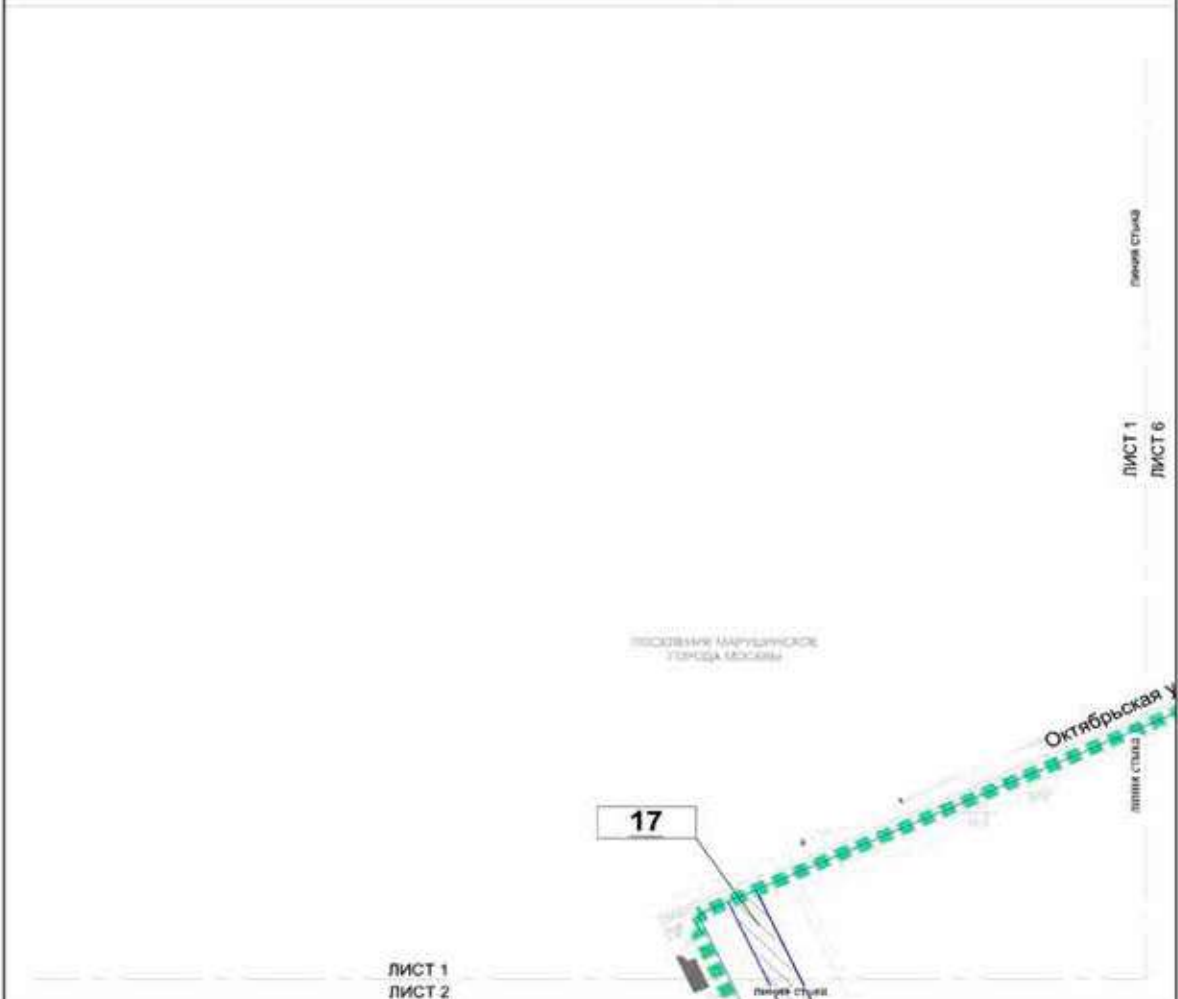 линия стыка
ЛИСТ 1
ЛИСТ 6
ПОСЕЛЕНИЕ МАРУШКИНСКОЕ
ГОРОДА МОСКВЫ
Октябрьская у
линия стыка
17
ЛИСТ 1
ЛИСТ 2
линия стыка